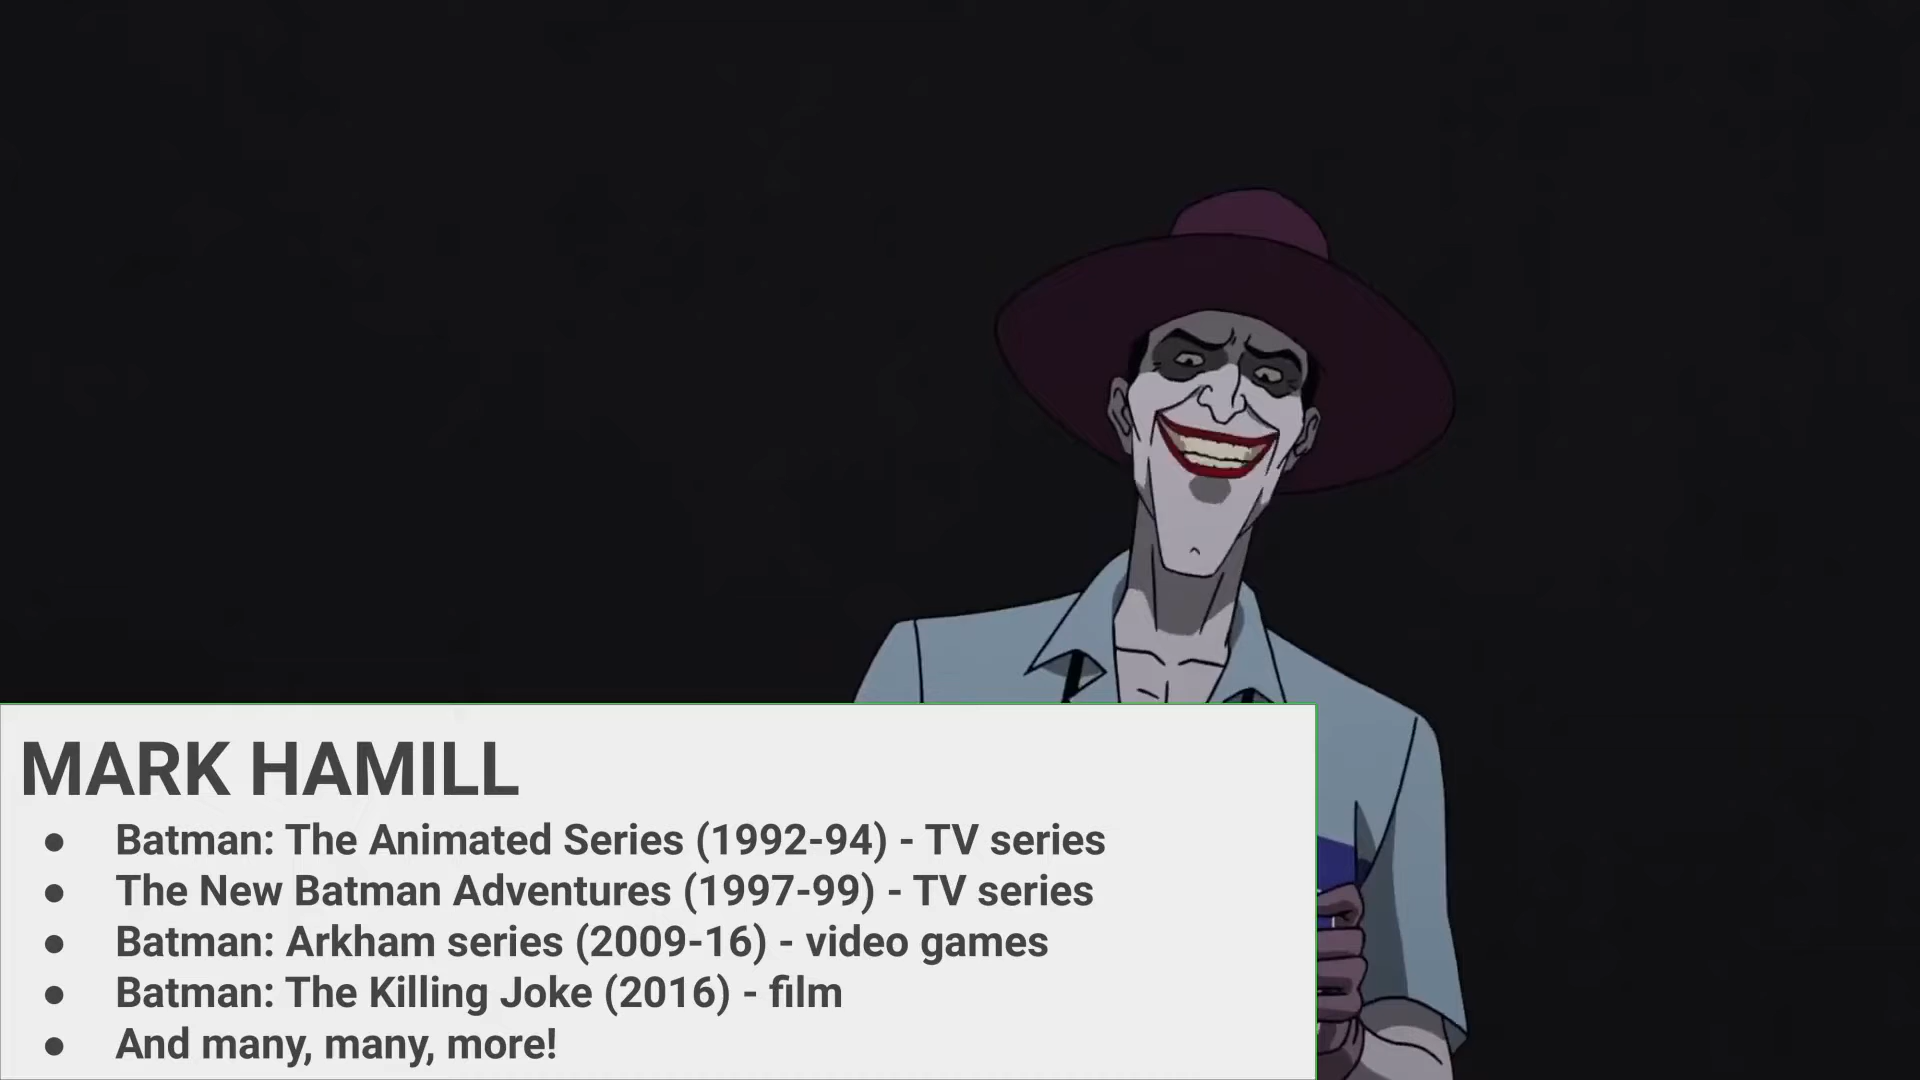 MARK HAMILL
● Batman: The Animated Series (1992-94) - TV series
● The New Batman Adventures (1997-99) - TV series
● Batman: Arkham series (2009-16) - video games
● Batman: The Killing Joke (2016) - film
● And many, many, more!